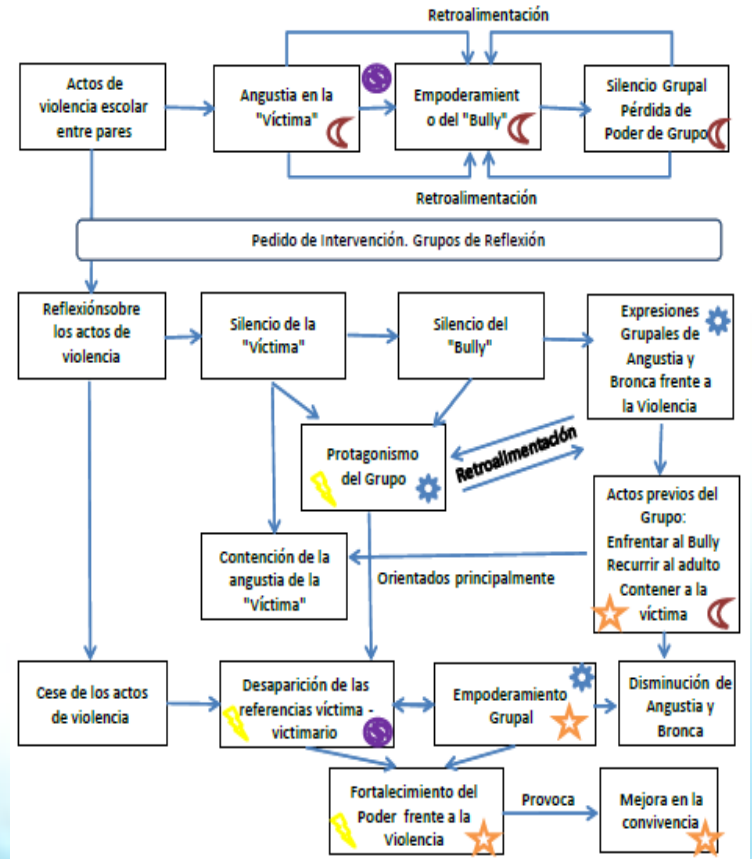 Retroalimentación
Actos de
violencia escolar
entre pares
Angustia en la
"Víctima"
Empoderamient
o del "Bully"
Silencio Grupal
Pérdida de
Poder de Grupo
Retroalimentación
Pedido de Intervención. Grupos de Reflexión
Reflexiónsobre
los actos de
violencia
Silencio de la
"Víctima"
Silencio del
"Bully"
Expresiones
Grupales de
Angustia y
Bronca frente a
la Violencia
Protagonismo
del Grupo
Retroalimentación
Actos previos del
Grupo:
Enfrentar al Bully
Recurrir al adulto
Contener a la
víctima
Contención de la
angustia de la
"Víctima"
Orientados principalmente
Cese de los actos
de violencia
Desaparición de las
referencias víctima -
victimario
Empoderamiento
Grupal
Disminución de
Angustia y
Bronca
Fortalecimiento del
Poder frente a la
Violencia
Provoca
Mejora en la
convivencia